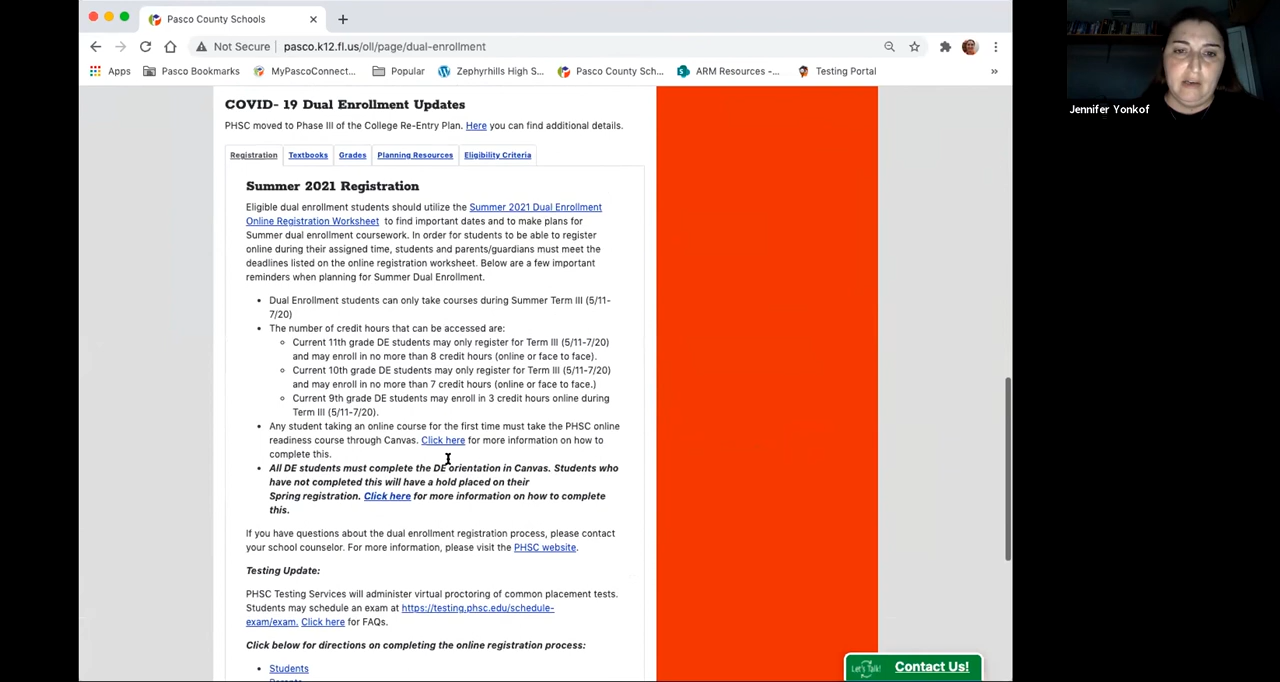 Pasco County Schools
Not Secure
pasco.k12.fl.us/oll/page/dual-enrollment
Apps
Pasco Bookmarks
MyPascoConnect...
Popular
Zephyrhills High S...
Pasco County Sch...
ARM Resources -...
Testing Portal
»
Jennifer Yonkof
COVID- 19 Dual Enrollment Updates
PHSC moved to Phase III of the College Re-Entry Plan. Here you can find additional details.
Registration Textbooks Grades Planning Resources Eligibility Criteria
Summer 2021 Registration
Eligible dual enrollment students should utilize the Summer 2021 Dual Enrollment
Online Registration Worksheet to find important dates and to make plans for
Summer dual enrollment coursework. In order for students to be able to register
online during their assigned time, students and parents/guardians must meet the
deadlines listed on the online registration worksheet. Below are a few important
reminders when planning for Summer Dual Enrollment.
• Dual Enrollment students can only take courses during Summer Term III (5/11-
7/20)
• The number of credit hours that can be accessed are:
◦ Current 11th grade DE students may only register for Term III (5/11-7/20)
and may enroll in no more than 8 credit hours (online or face to face).
◦ Current 10th grade DE students may only register for Term III (5/11-7/20)
and may enroll in no more than 7 credit hours (online or face to face.)
◦ Current 9th grade DE students may enroll in 3 credit hours online during
Term III (5/11-7/20).
• Any student taking an online course for the first time must take the PHSC online
readiness course through Canvas. Click here for more information on how to
complete this.
• All DE students must complete the DE orientation in Canvas. Students who
have not completed this will have a hold placed on their
Spring registration. Click here for more information on how to complete
this.
If you have questions about the dual enrollment registration process, please contact
your school counselor. For more information, please visit the PHSC website.
Testing Update:
PHSC Testing Services will administer virtual proctoring of common placement tests.
Students may schedule an exam at https://testing.phsc.edu/schedule-
exam/exam. Click here for FAQs.
Click below for directions on completing the online registration process:
• Students
Let's Talk! Contact Us!